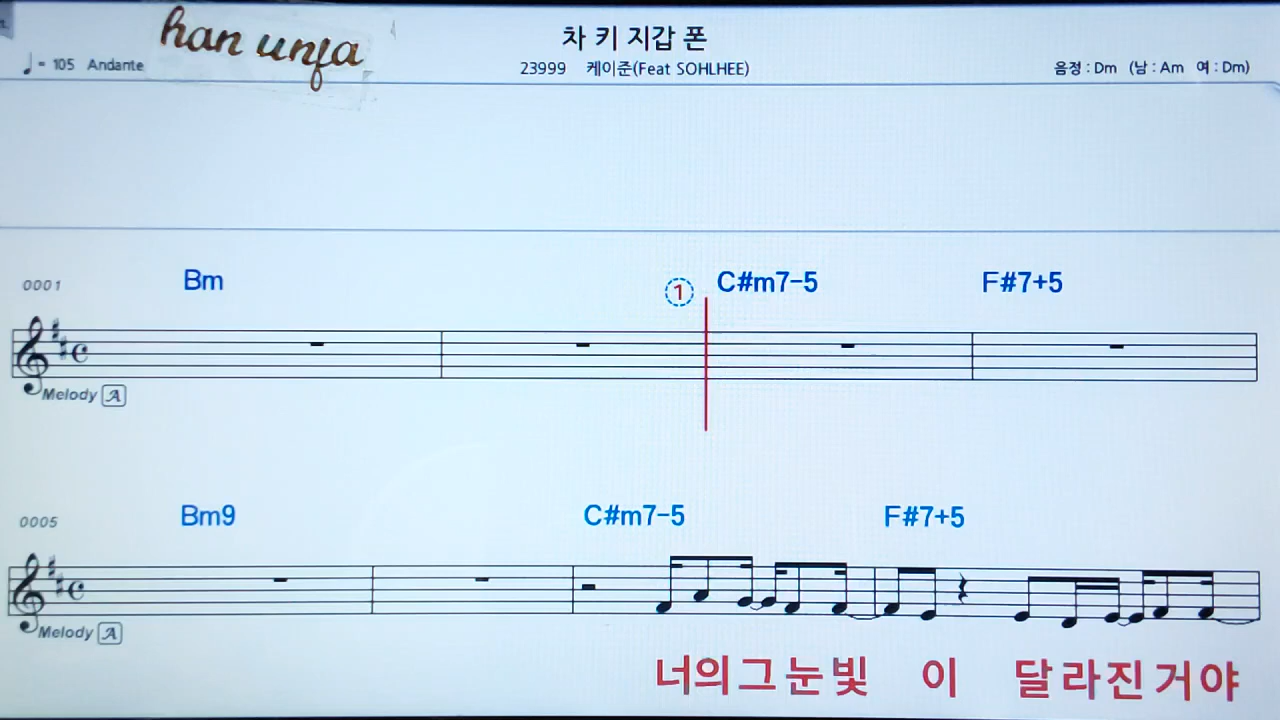 han unfa
차 키 지갑 폰
♩= 105 Andante
23999 케이준(Feat SOHLHEE)
음정 : Dm (남 : Am 여 : Dm)
0001 Bm ① C#m7-5 F#7+5
Melody A
0005 Bm9 C#m7-5 F#7+5
Melody A
너의그눈빛 이 달라진거야